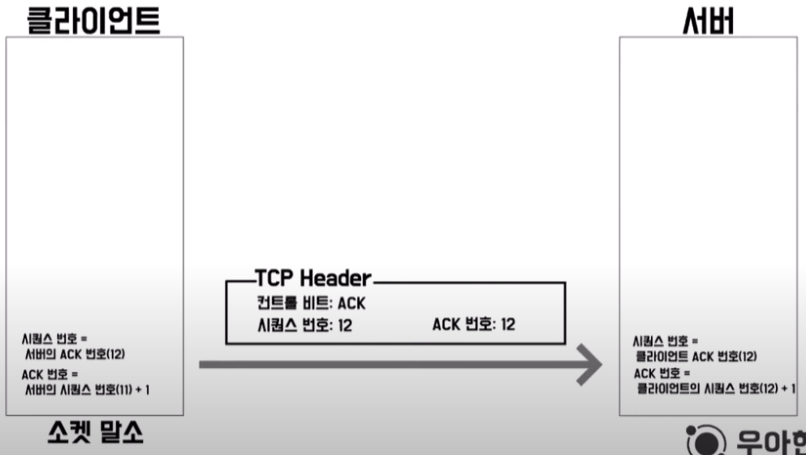 클라이언트
서버
TCP Header
컨트롤 비트: ACK
시퀀스 번호: 12 ACK 번호: 12
시퀀스 번호 =
서버의 ACK 번호(12)
ACK 번호 =
서버의 시퀀스 번호(11) + 1
시퀀스 번호 =
클라이언트 ACK 번호(12)
ACK 번호 =
클라이언트의 시퀀스 번호(12) + 1
소켓 말소